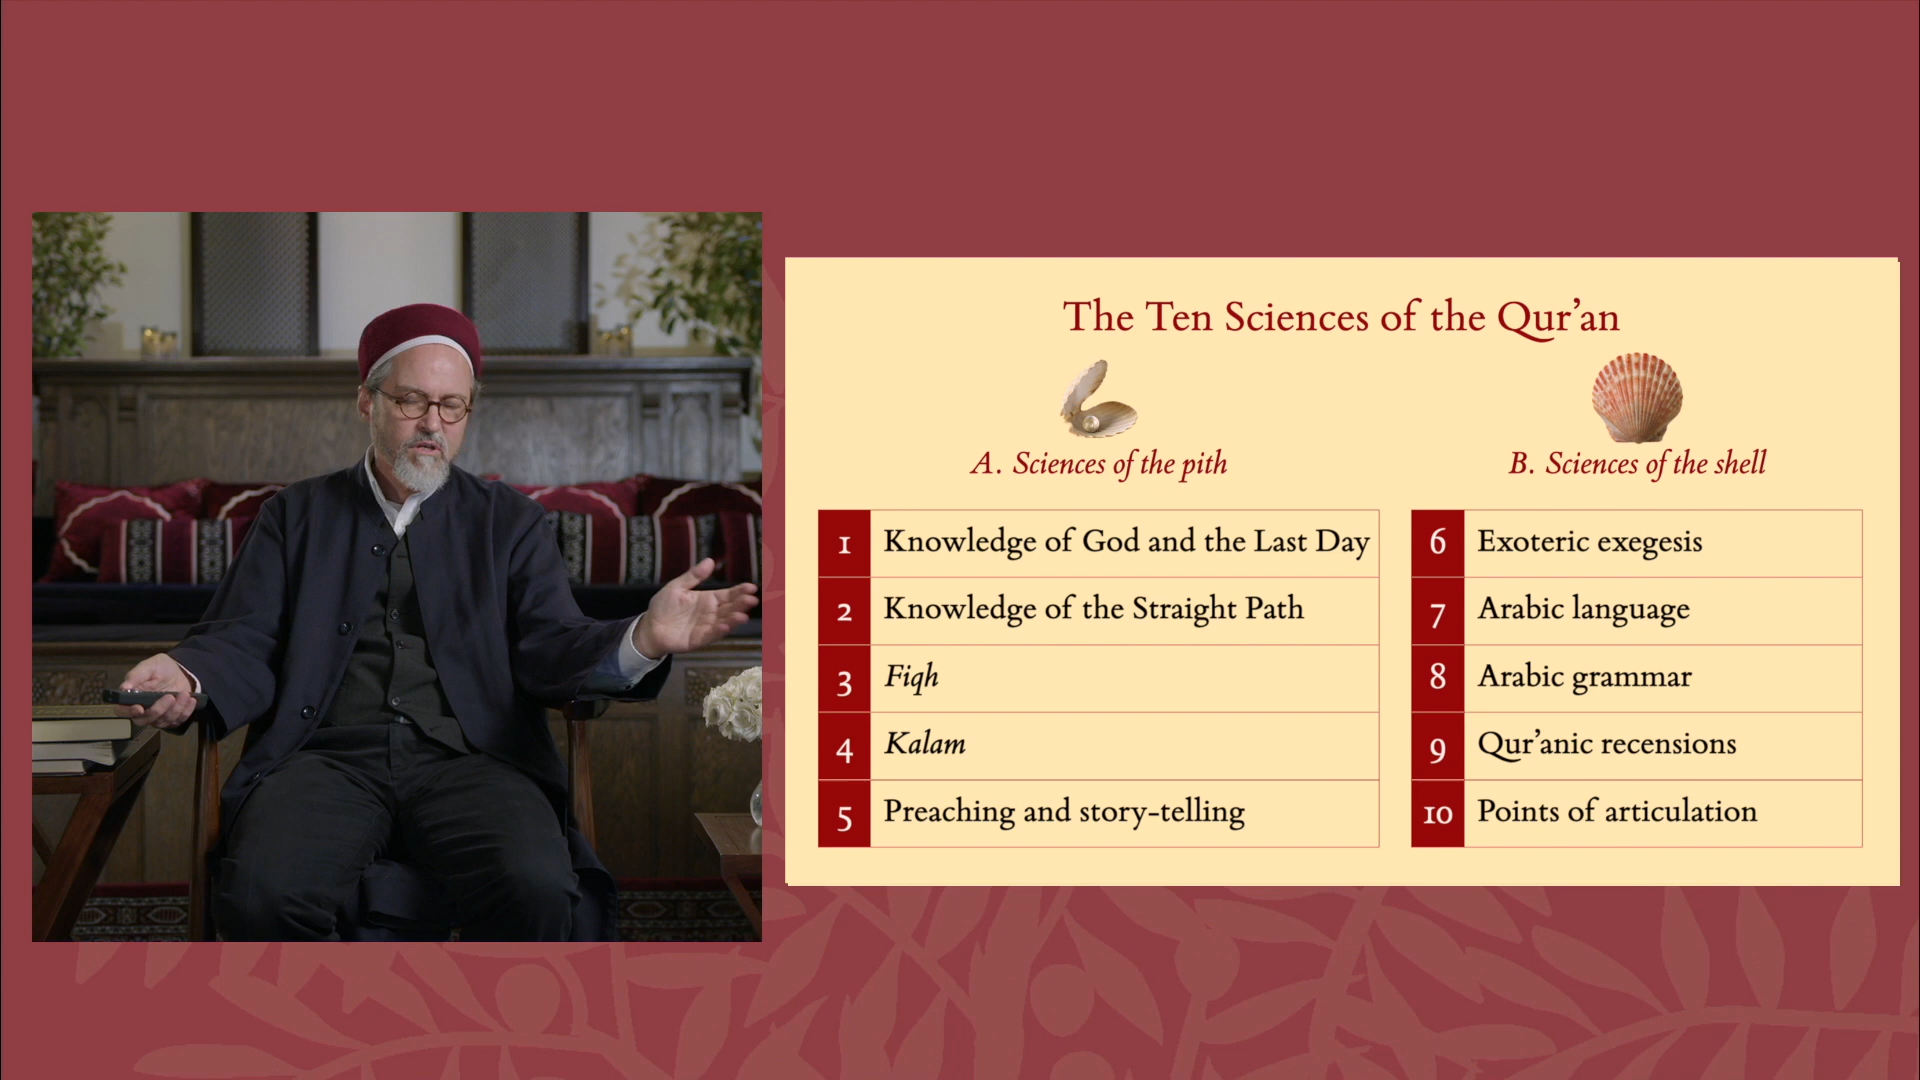 The Ten Sciences of the Qur’an
A. Sciences of the pith
1 Knowledge of God and the Last Day
2 Knowledge of the Straight Path
3 Fiqh
4 Kalam
5 Preaching and story-telling
B. Sciences of the shell
6 Exoteric exegesis
7 Arabic language
8 Arabic grammar
9 Qur’anic recensions
10 Points of articulation